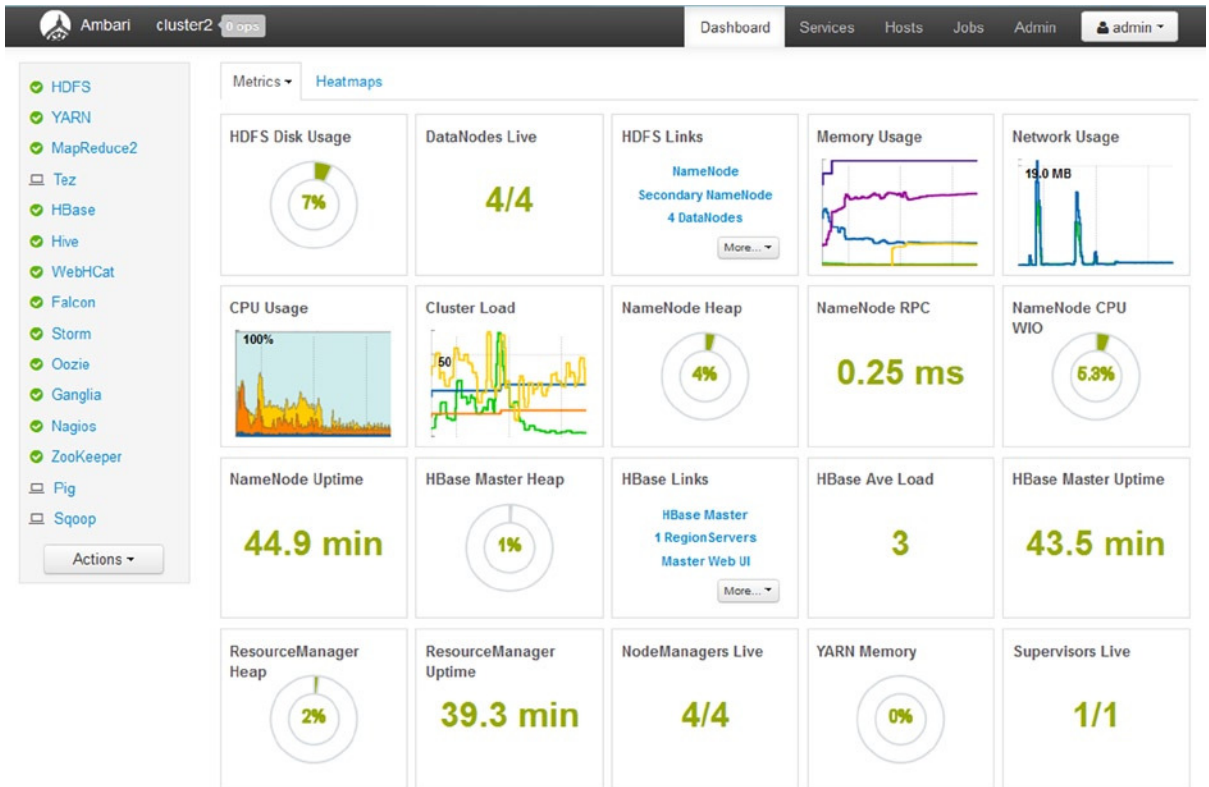 Ambari cluster2 0 ops Dashboard Services Hosts Jobs Admin admin
HDFS
YARN
MapReduce2
Tez
HBase
Hive
WebHCat
Falcon
Storm
Oozie
Ganglia
Nagios
ZooKeeper
Pig
Sqoop
Actions
Metrics Heatmaps
HDFS Disk Usage
7%
DataNodes Live
4/4
HDFS Links
NameNode
Secondary NameNode
4 DataNodes
More...
Memory Usage
Network Usage
19.0 MB
CPU Usage
100%
Cluster Load
50
NameNode Heap
4%
NameNode RPC
0.25 ms
NameNode CPU
WIO
5.3%
NameNode Uptime
44.9 min
HBase Master Heap
1%
HBase Links
HBase Master
1 RegionServers
Master Web UI
More...
HBase Ave Load
3
HBase Master Uptime
43.5 min
ResourceManager
Heap
2%
ResourceManager
Uptime
39.3 min
NodeManagers Live
4/4
YARN Memory
0%
Supervisors Live
1/1